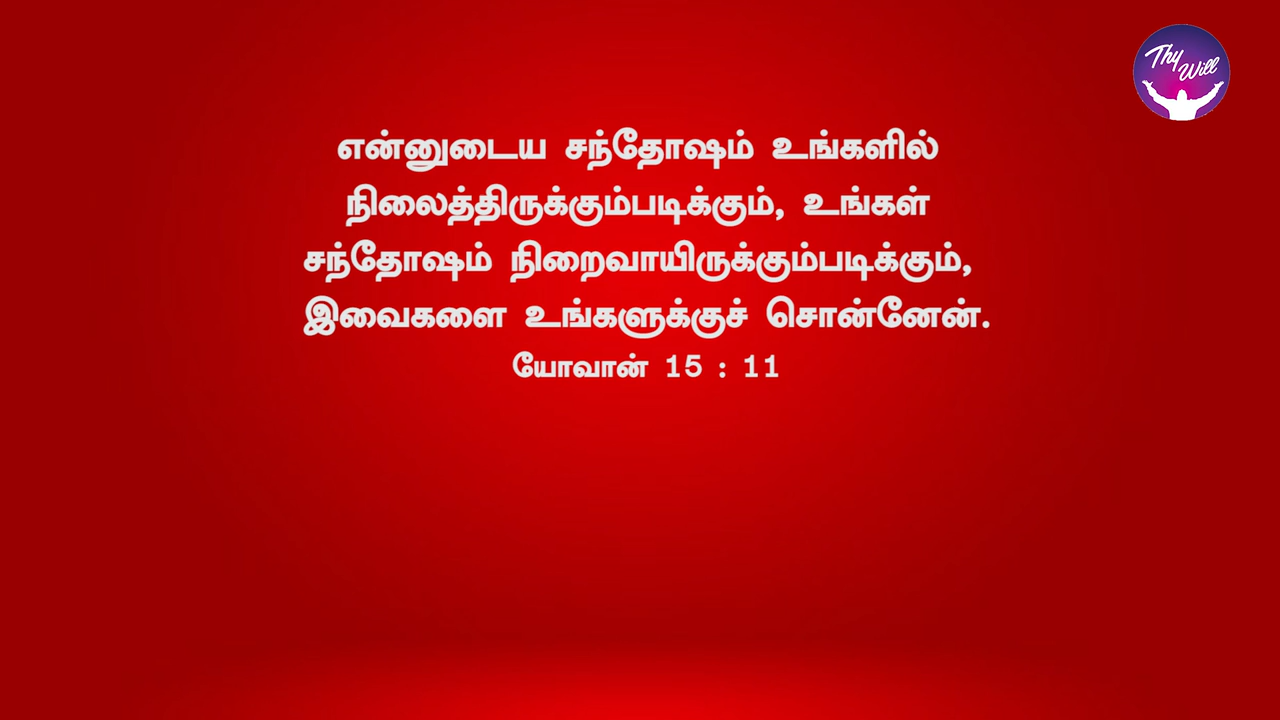 Thy Will
என்னுடைய சந்தோஷம் உங்களில்
நிலைத்திருக்கும்படிக்கும், உங்கள்
சந்தோஷம் நிறைவாயிருக்கும்படிக்கும்,
இவைகளை உங்களுக்குச் சொன்னேன்.
யோவான் 15 : 11